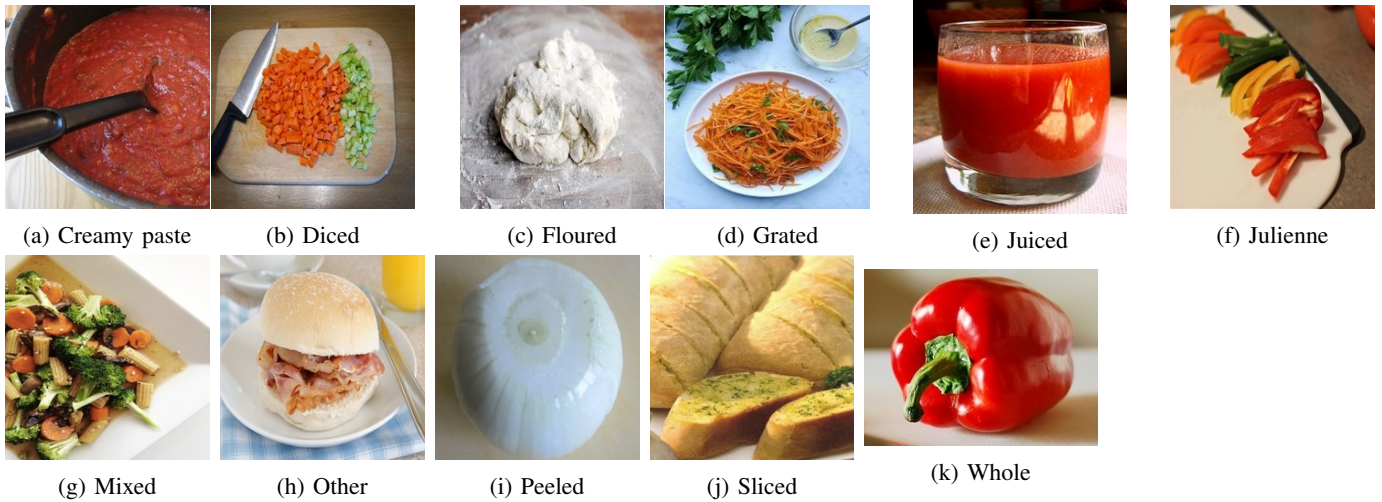 (a) Creamy paste
(b) Diced
(c) Floured
(d) Grated
(e) Juiced
(f) Julienne
(g) Mixed
(h) Other
(i) Peeled
(j) Sliced
(k) Whole